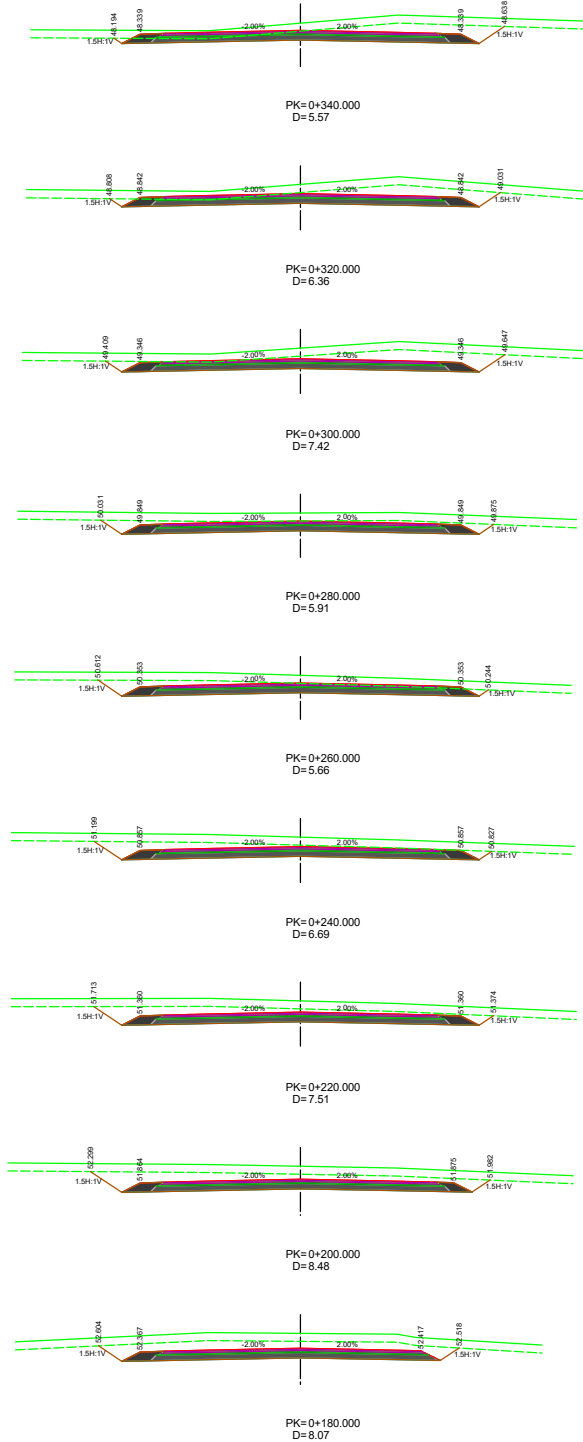 48.194 48.339 -2.00% 2.00% 48.339 48.638
1.5H:1V 1.5H:1V
PK=0+340.000
D=5.57
48.808 48.842 -2.00% 2.00% 48.842 49.031
1.5H:1V 1.5H:1V
PK=0+320.000
D=6.36
49.409 49.346 -2.00% 2.00% 49.346 49.647
1.5H:1V 1.5H:1V
PK=0+300.000
D=7.42
50.031 49.849 -2.00% 2.00% 49.849 49.875
1.5H:1V 1.5H:1V
PK=0+280.000
D=5.91
50.612 50.353 -2.00% 2.00% 50.353 50.244
1.5H:1V 1.5H:1V
PK=0+260.000
D=5.66
51.199 50.857 -2.00% 2.00% 50.857 50.827
1.5H:1V 1.5H:1V
PK=0+240.000
D=6.69
51.713 51.360 -2.00% 2.00% 51.360 51.374
1.5H:1V 1.5H:1V
PK=0+220.000
D=7.51
52.299 51.864 -2.00% 2.00% 51.875 51.982
1.5H:1V 1.5H:1V
PK=0+200.000
D=8.48
52.604 52.367 -2.00% 2.00% 52.417 52.518
1.5H:1V 1.5H:1V
PK=0+180.000
D=8.07